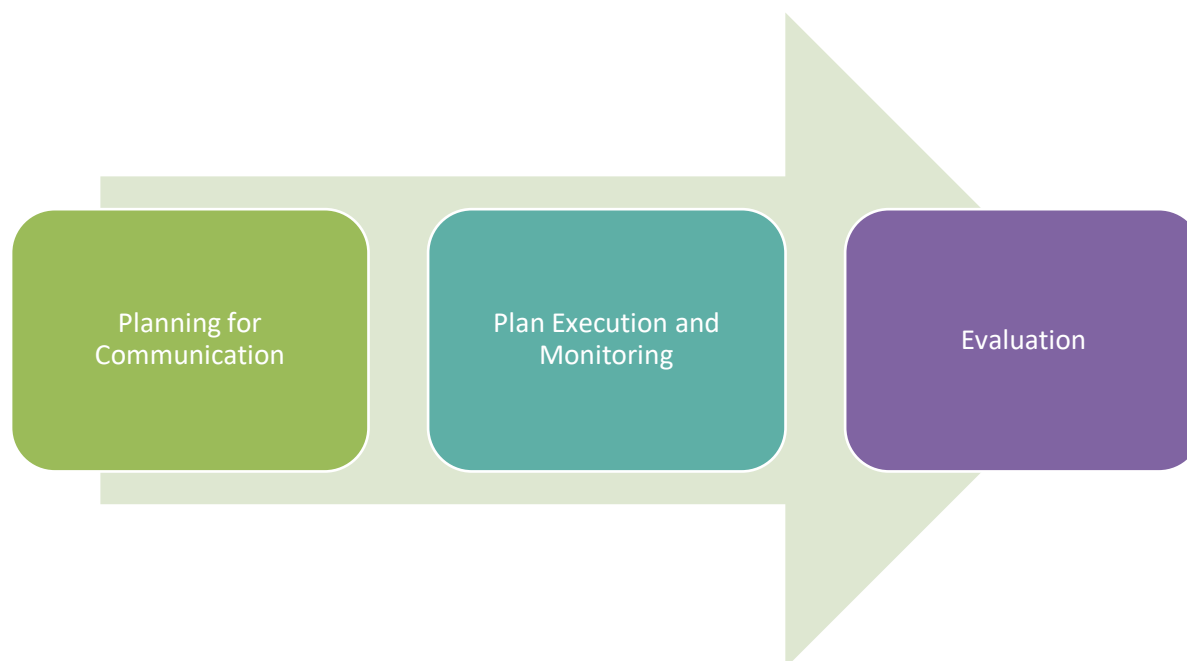 Planning for
Communication
Plan Execution and
Monitoring
Evaluation